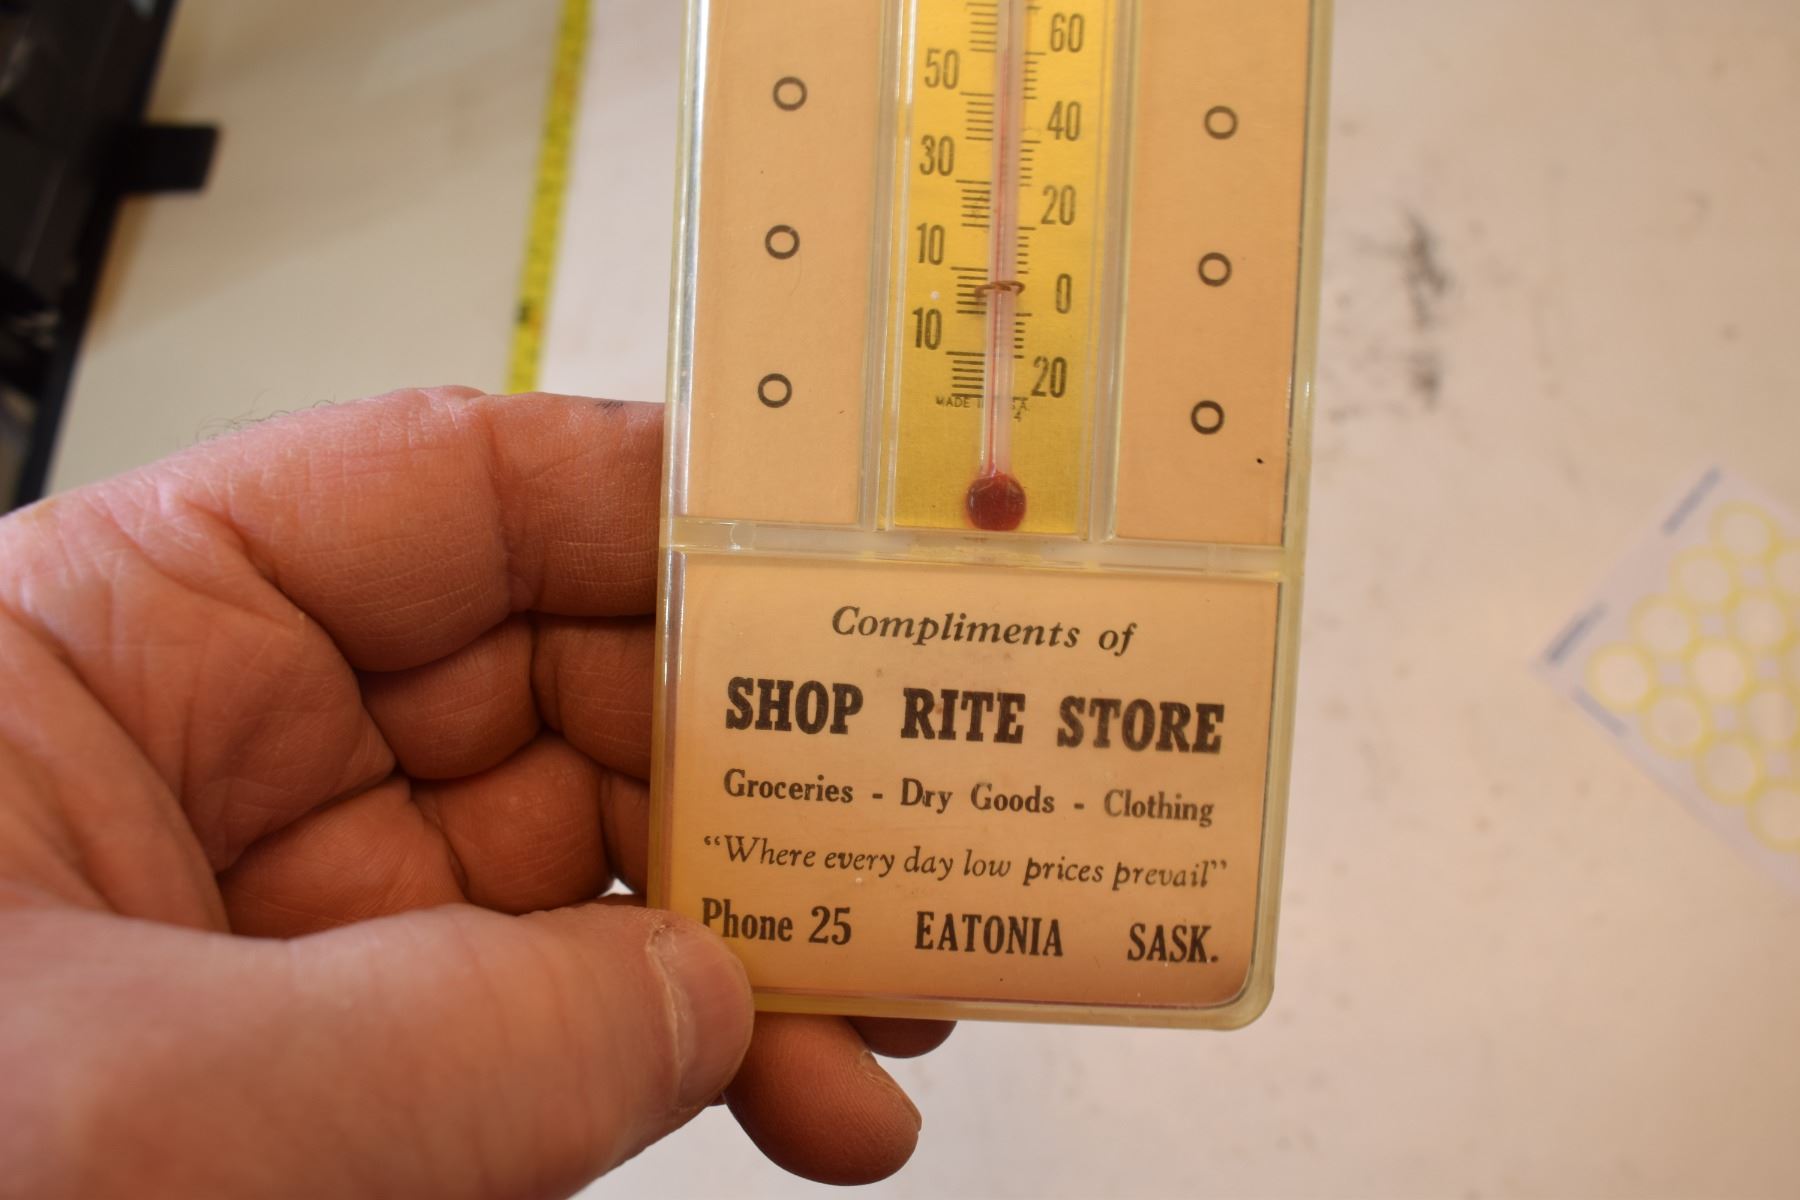 60
50
40
30
20
10
0
10
20
MADE
Compliments of
SHOP RITE STORE
Groceries - Dry Goods - Clothing
"Where every day low prices prevail"
Phone 25 EATONIA SASK.